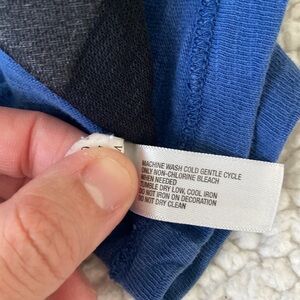 MACHINE WASH COLD GENTLE CYCLE
ONLY NON-CHLORINE BLEACH
WHEN NEEDED
TUMBLE DRY LOW, COOL IRON
DO NOT IRON ON DECORATION
DO NOT DRY CLEAN